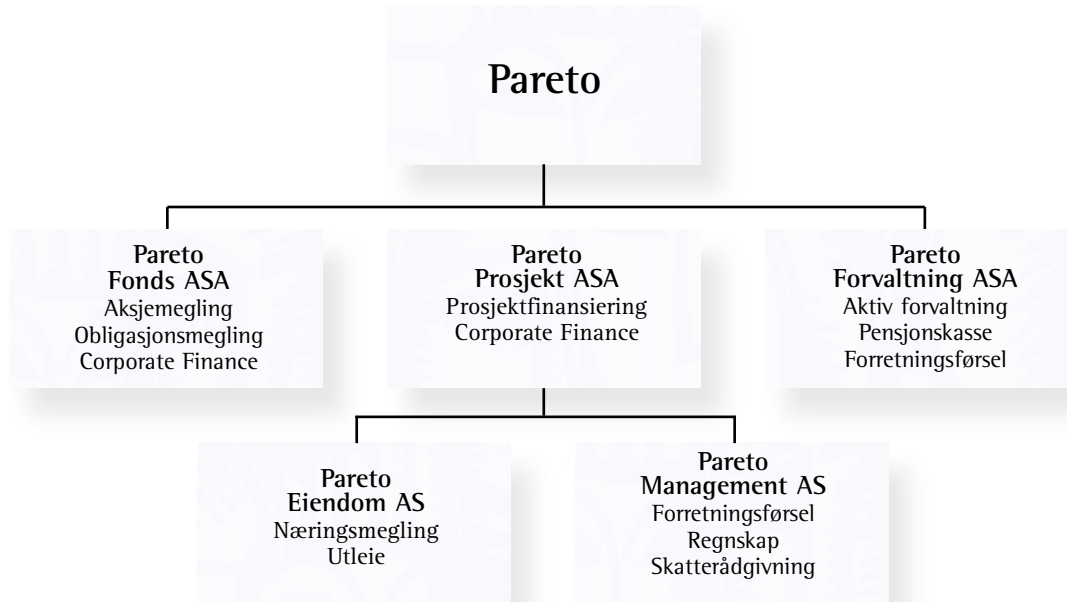 Pareto
Pareto
Fonds ASA
Aksjemegling
Obligasjonsmegling
Corporate Finance
Pareto
Prosjekt ASA
Prosjektfinansiering
Corporate Finance
Pareto
Forvaltning ASA
Aktiv forvaltning
Pensjonskasse
Forretningsførsel
Pareto
Eiendom AS
Næringsmegling
Utleie
Pareto
Management AS
Forretningsførsel
Regnskap
Skatterådgivning